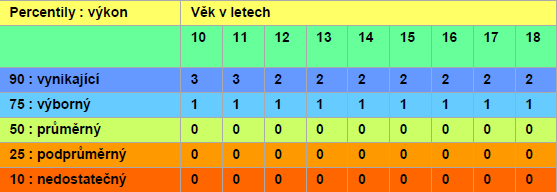 Percentily : výkon Věk v letech
10 11 12 13 14 15 16 17 18
90 : vynikající 3 3 2 2 2 2 2 2 2
75 : výborný 1 1 1 1 1 1 1 1 1
50 : průměrný 0 0 0 0 0 0 0 0 0
25 : podprůměrný 0 0 0 0 0 0 0 0 0
10 : nedostatečný 0 0 0 0 0 0 0 0 0